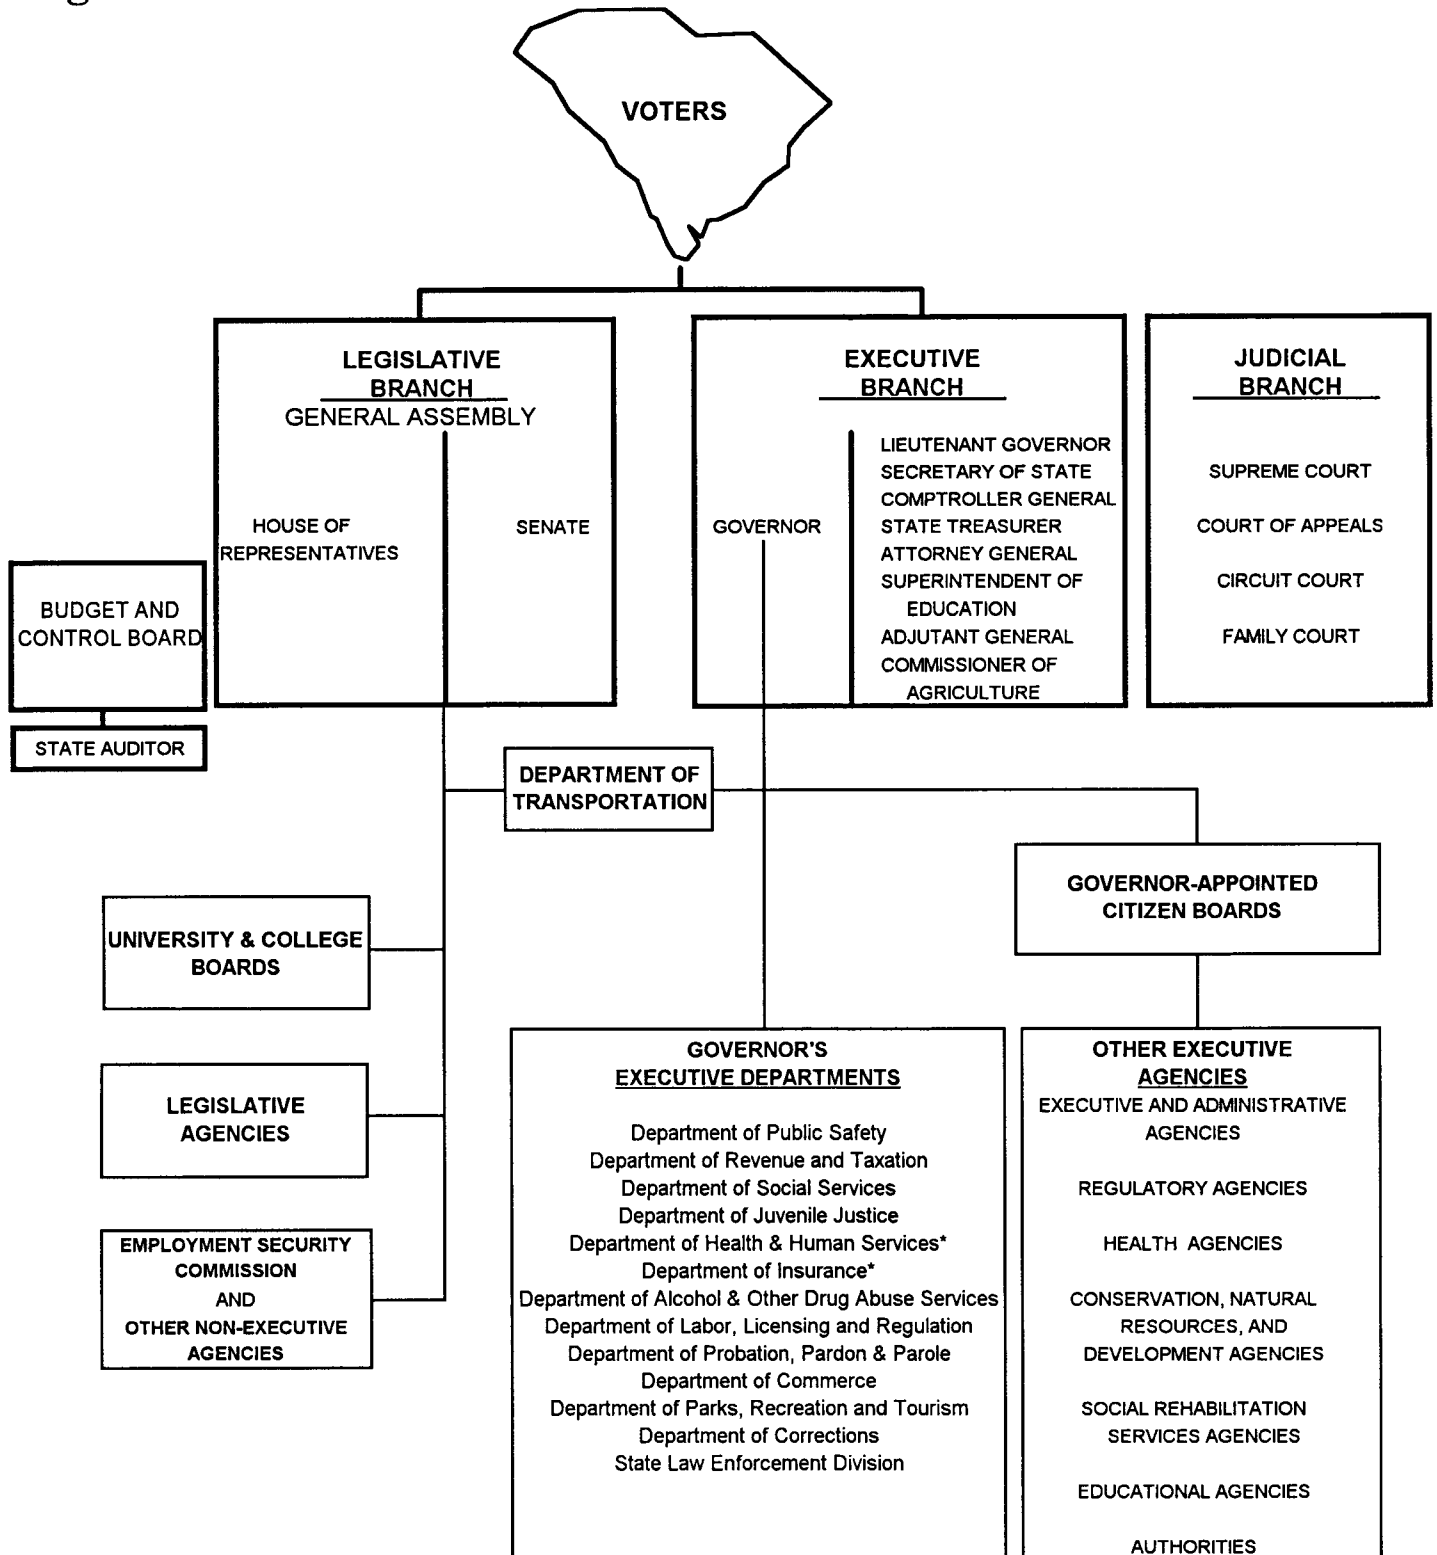 VOTERS
LEGISLATIVE
BRANCH
GENERAL ASSEMBLY
HOUSE OF
REPRESENTATIVES
SENATE
EXECUTIVE
BRANCH
GOVERNOR
LIEUTENANT GOVERNOR
SECRETARY OF STATE
COMPTROLLER GENERAL
STATE TREASURER
ATTORNEY GENERAL
SUPERINTENDENT OF
EDUCATION
ADJUTANT GENERAL
COMMISSIONER OF
AGRICULTURE
JUDICIAL
BRANCH
SUPREME COURT
COURT OF APPEALS
CIRCUIT COURT
FAMILY COURT
BUDGET AND
CONTROL BOARD
STATE AUDITOR
DEPARTMENT OF
TRANSPORTATION
GOVERNOR-APPOINTED
CITIZEN BOARDS
UNIVERSITY & COLLEGE
BOARDS
LEGISLATIVE
AGENCIES
EMPLOYMENT SECURITY
COMMISSION
AND
OTHER NON-EXECUTIVE
AGENCIES
GOVERNOR'S
EXECUTIVE DEPARTMENTS
Department of Public Safety
Department of Revenue and Taxation
Department of Social Services
Department of Juvenile Justice
Department of Health & Human Services*
Department of Insurance*
Department of Alcohol & Other Drug Abuse Services
Department of Labor, Licensing and Regulation
Department of Probation, Pardon & Parole
Department of Commerce
Department of Parks, Recreation and Tourism
Department of Corrections
State Law Enforcement Division
OTHER EXECUTIVE
AGENCIES
EXECUTIVE AND ADMINISTRATIVE
AGENCIES
REGULATORY AGENCIES
HEALTH AGENCIES
CONSERVATION, NATURAL
RESOURCES, AND
DEVELOPMENT AGENCIES
SOCIAL REHABILITATION
SERVICES AGENCIES
EDUCATIONAL AGENCIES
AUTHORITIES